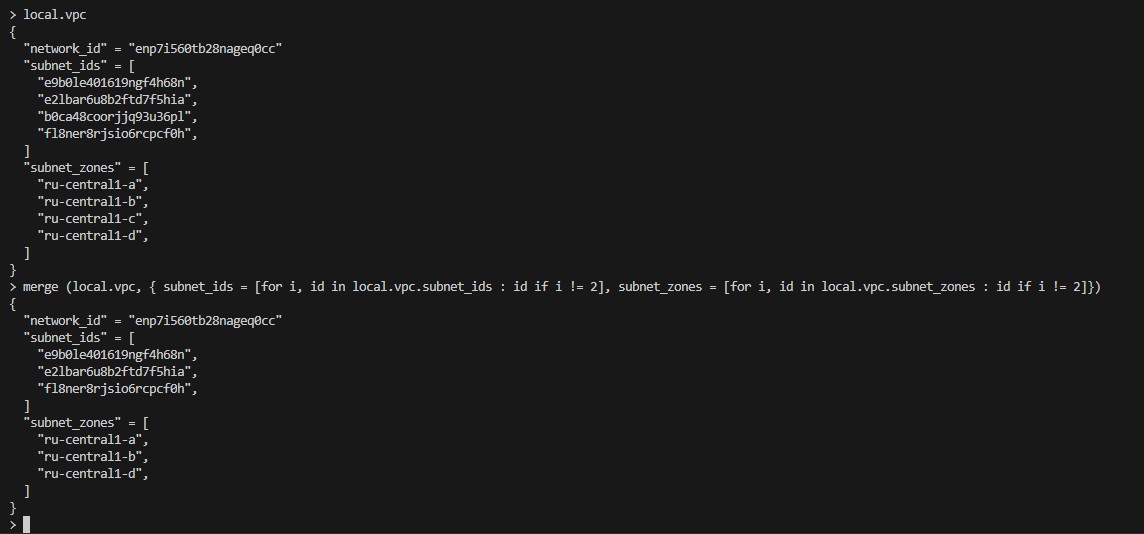 > local.vpc
{
  "network_id" = "enp7i560tb28nageq0cc"
  "subnet_ids" = [
    "e9b0le401619ngf4h68n",
    "e2lbar6u8b2ftd7f5hia",
    "b0ca48coorjjq93u36pl",
    "fl8ner8rjsio6rcpcf0h",
  ]
  "subnet_zones" = [
    "ru-central1-a",
    "ru-central1-b",
    "ru-central1-c",
    "ru-central1-d",
  ]
}
> merge (local.vpc, { subnet_ids = [for i, id in local.vpc.subnet_ids : id if i != 2], subnet_zones = [for i, id in local.vpc.subnet_zones : id if i != 2]})
{
  "network_id" = "enp7i560tb28nageq0cc"
  "subnet_ids" = [
    "e9b0le401619ngf4h68n",
    "e2lbar6u8b2ftd7f5hia",
    "fl8ner8rjsio6rcpcf0h",
  ]
  "subnet_zones" = [
    "ru-central1-a",
    "ru-central1-b",
    "ru-central1-d",
  ]
}
>